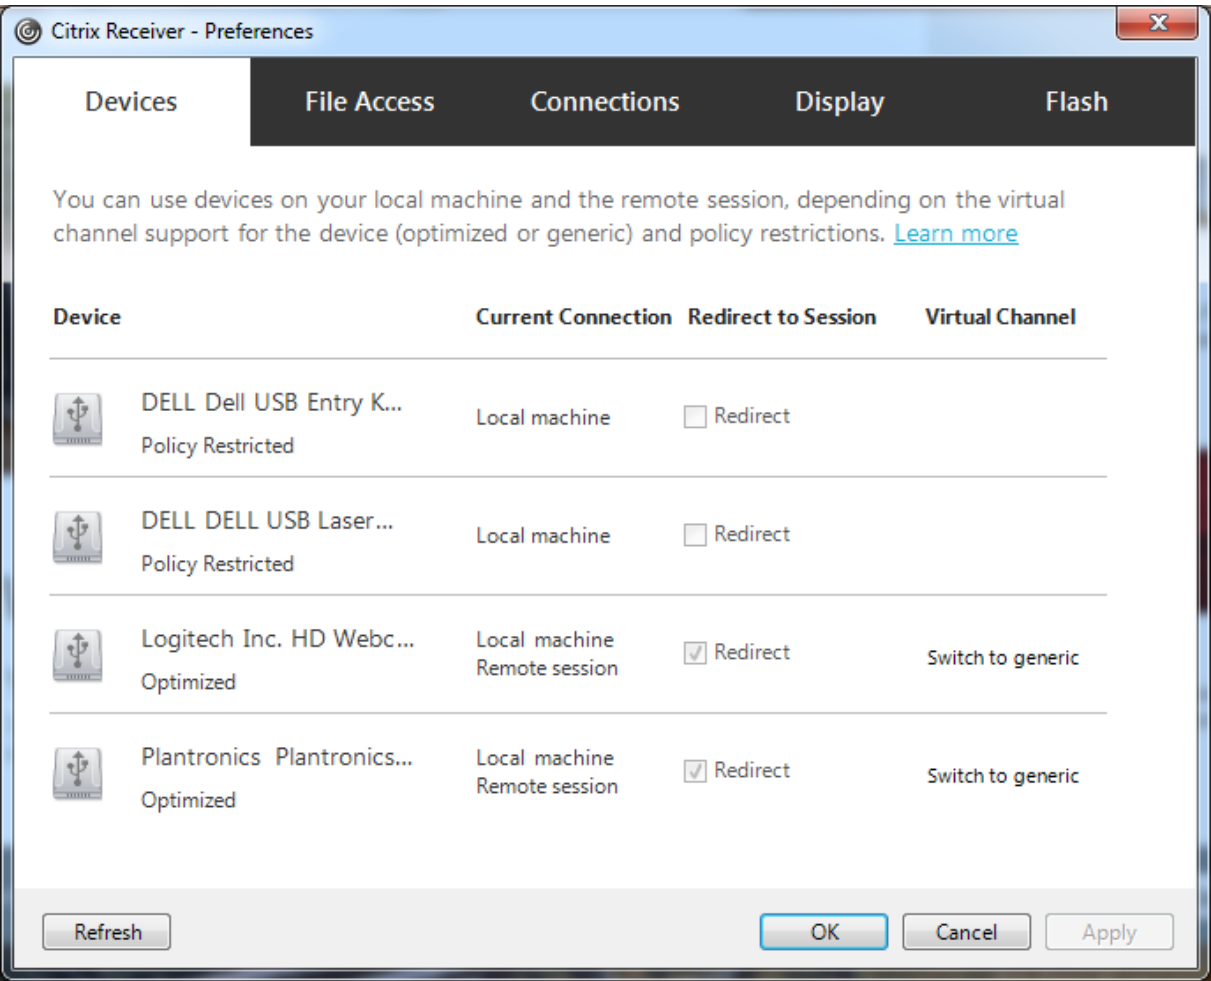 Citrix Receiver - Preferences
Devices File Access Connections Display Flash
You can use devices on your local machine and the remote session, depending on the virtual
channel support for the device (optimized or generic) and policy restrictions. Learn more
Device Current Connection Redirect to Session Virtual Channel
DELL Dell USB Entry K...
Policy Restricted
Local machine
Redirect
DELL DELL USB Laser...
Policy Restricted
Local machine
Redirect
Logitech Inc. HD Webc...
Optimized
Local machine
Remote session
Redirect
Switch to generic
Plantronics Plantronics...
Optimized
Local machine
Remote session
Redirect
Switch to generic
Refresh OK Cancel Apply